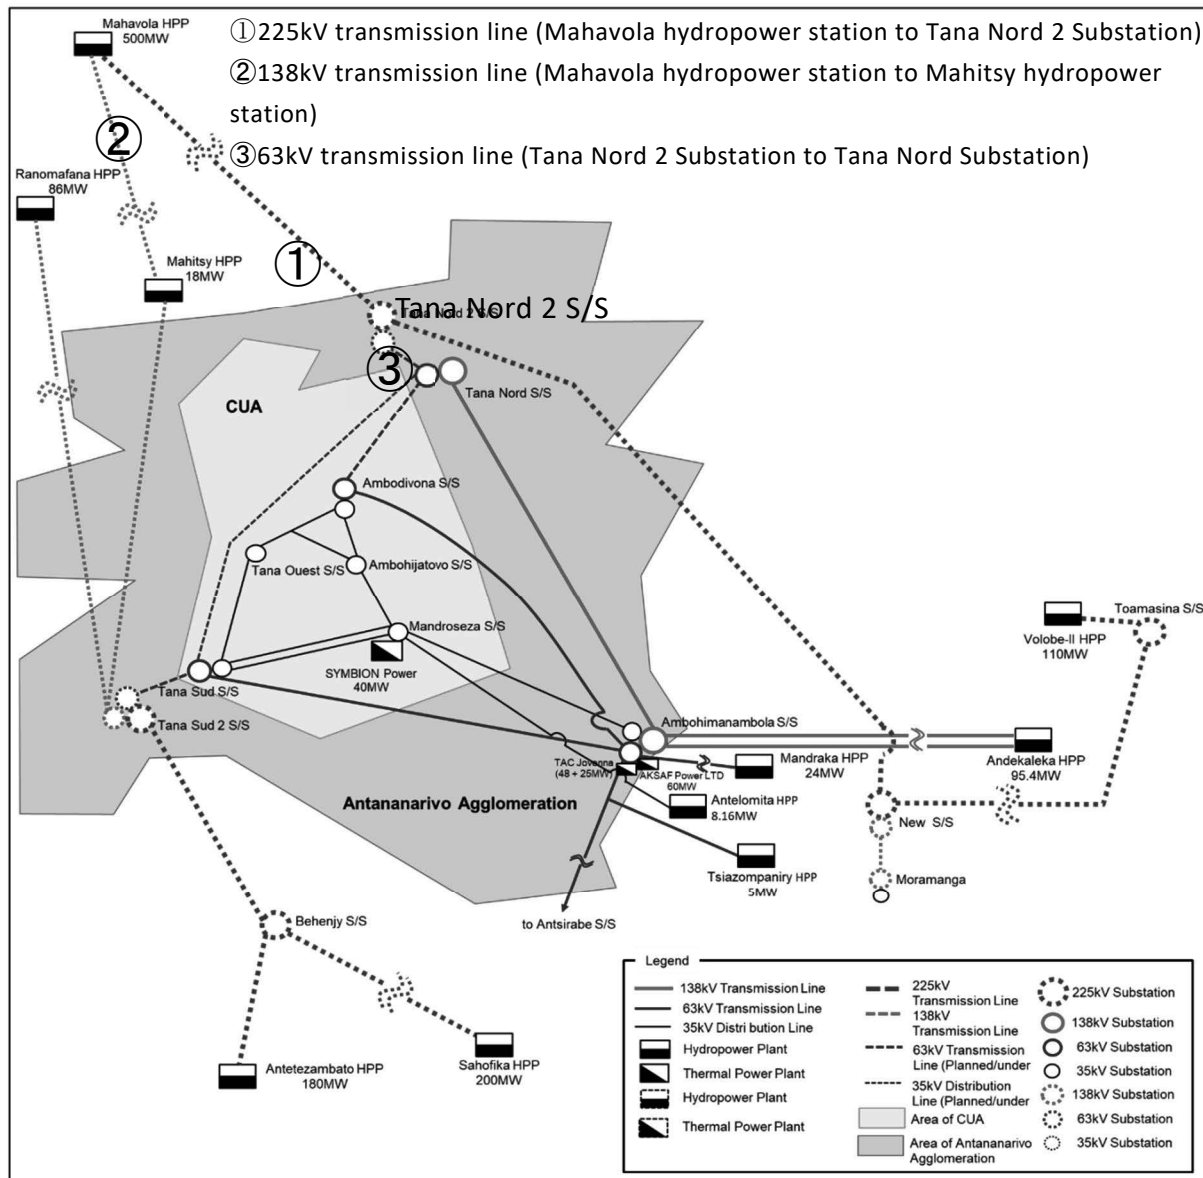 ①225kV transmission line (Mahavola hydropower station to Tana Nord 2 Substation)
②138kV transmission line (Mahavola hydropower station to Mahitsy hydropower
station)
③63kV transmission line (Tana Nord 2 Substation to Tana Nord Substation)
Mahavola HPP
500MW
②
Ranomafana HPP
86MW
Mahitsy HPP
18MW
①
Tana Nord 2 S/S
Tana Nord 2 S/S
③
Tana Nord S/S
CUA
Ambodivona S/S
Tana Ouest S/S
Ambohijatovo S/S
Mandroseza S/S
SYMBION Power
40MW
Tana Sud S/S
Tana Sud 2 S/S
Toamasina S/S
Volobe-II HPP
110MW
Ambohimanambola S/S
TAC Jovanna
(48 + 25MW)
AKSAF Power LTD
60MW
Mandraka HPP
24MW
Andekaleka HPP
95.4MW
Antananarivo Agglomeration
Antelomita HPP
8.16MW
New S/S
Tsiazompaniry HPP
5MW
Moramanga
to Antsirabe S/S
Behenjy S/S
Antetezambato HPP
180MW
Sahofika HPP
200MW
Legend
138kV Transmission Line
63kV Transmission Line
35kV Distri bution Line
Hydropower Plant
Thermal Power Plant
Hydropower Plant
Thermal Power Plant
225kV
Transmission Line
138kV
Transmission Line
63kV Transmission
Line (Planned/under
35kV Distribution
Line (Planned/under
Area of CUA
Area of Antananarivo
Agglomeration
225kV Substation
138kV Substation
63kV Substation
35kV Substation
138kV Substation
63kV Substation
35kV Substation